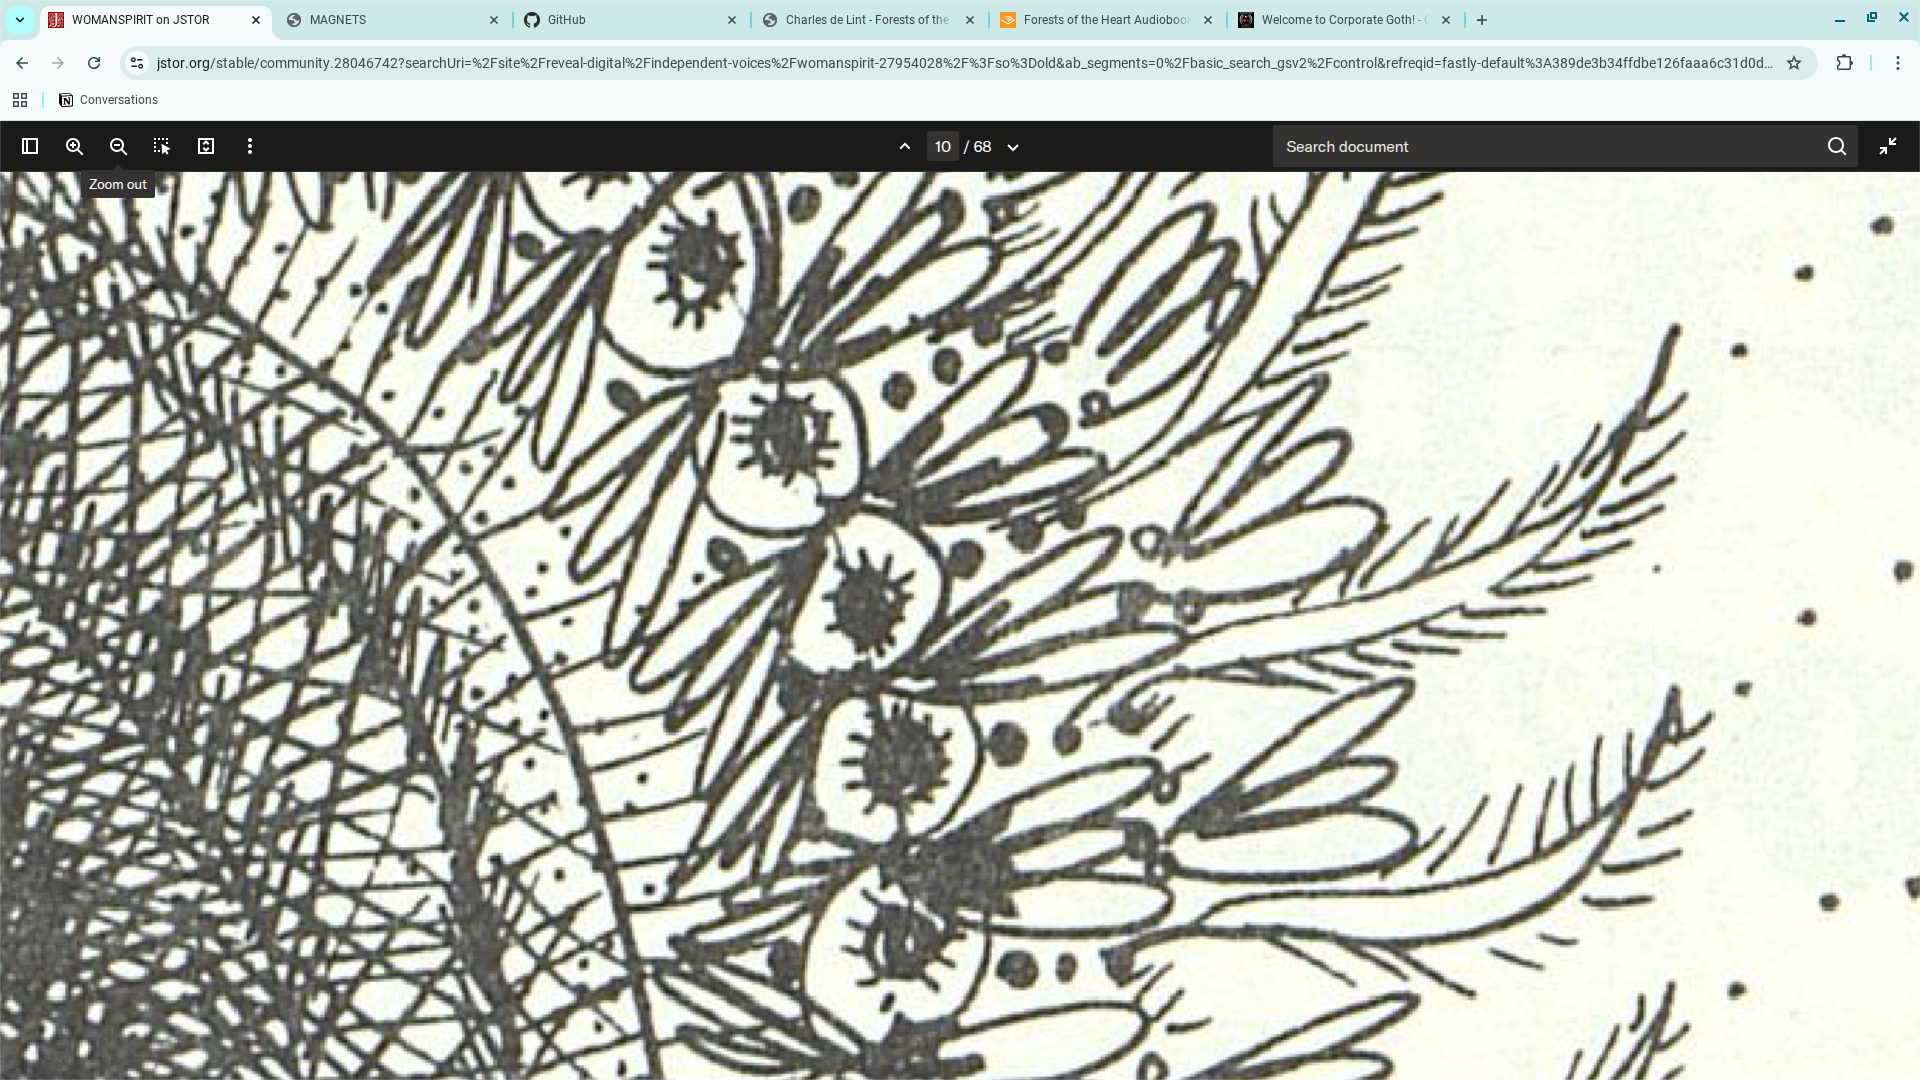 WOMANSPIRIT on JSTOR
MAGNETS
GitHub
Charles de Lint - Forests of the
Forests of the Heart Audiobook
Welcome to Corporate Goth! -
jstor.org/stable/community.28046742?searchUri=%2Fsite%2Freveal-digital%2Findependent-voices%2Fwomanspirit-27954028%2F%3Fso%3Dold&ab_segments=0%2Fbasic_search_gsv2%2Fcontrol&refreqid=fastly-default%3A389de3b34ffdbe126faaa6c31d0d...
Conversations
10 / 68
Search document
Zoom out